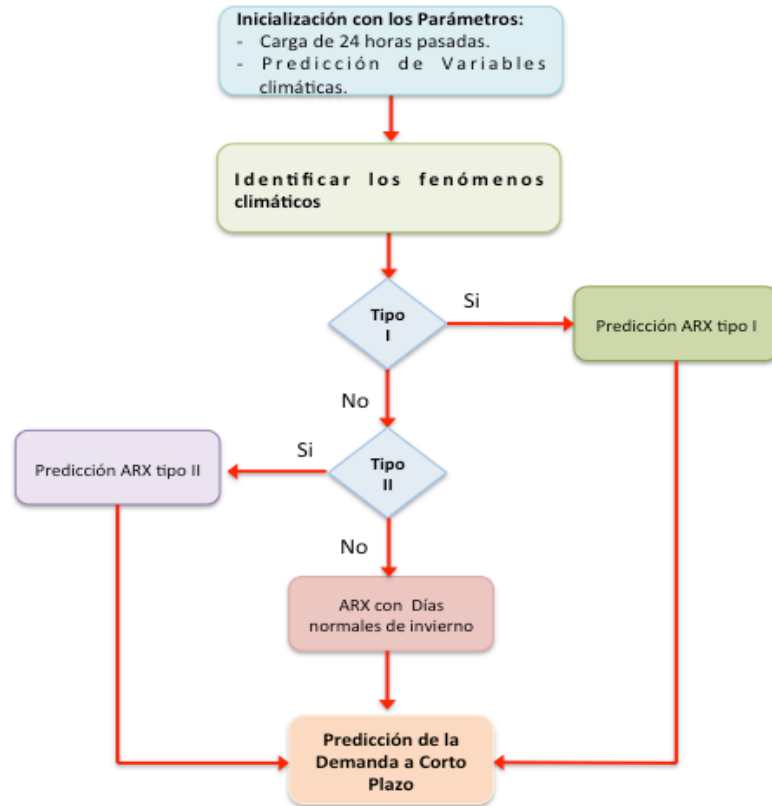 Inicialización con los Parámetros:
- Carga de 24 horas pasadas.
- Predicción de Variables
climáticas.
Identificar los fenómenos
climáticos
Tipo
I
Si
Predicción ARX tipo I
No
Tipo
II
Si
Predicción ARX tipo II
No
ARX con Días
normales de invierno
Predicción de la
Demanda a Corto
Plazo